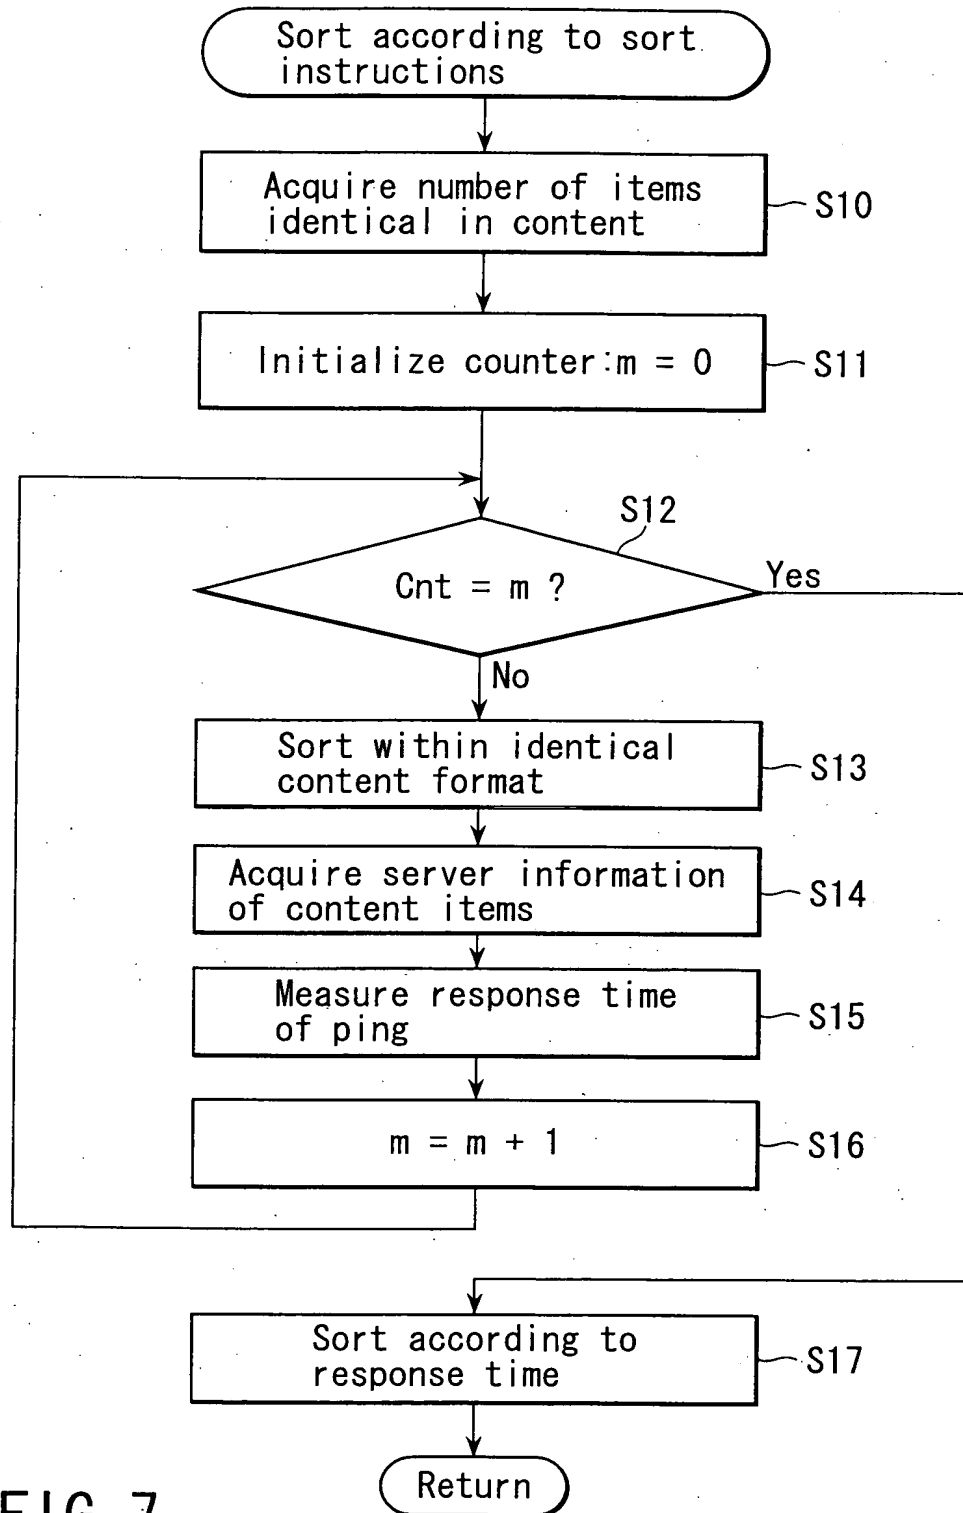 Sort according to sort
instructions
Acquire number of items
identical in content
S10
Initialize counter:m = 0
S11
S12
Cnt = m ?
Yes
No
Sort within identical
content format
S13
Acquire server information
of content items
S14
Measure response time
of ping
S15
m = m + 1
S16
Sort according to
response time
S17
Return
FIG. 7